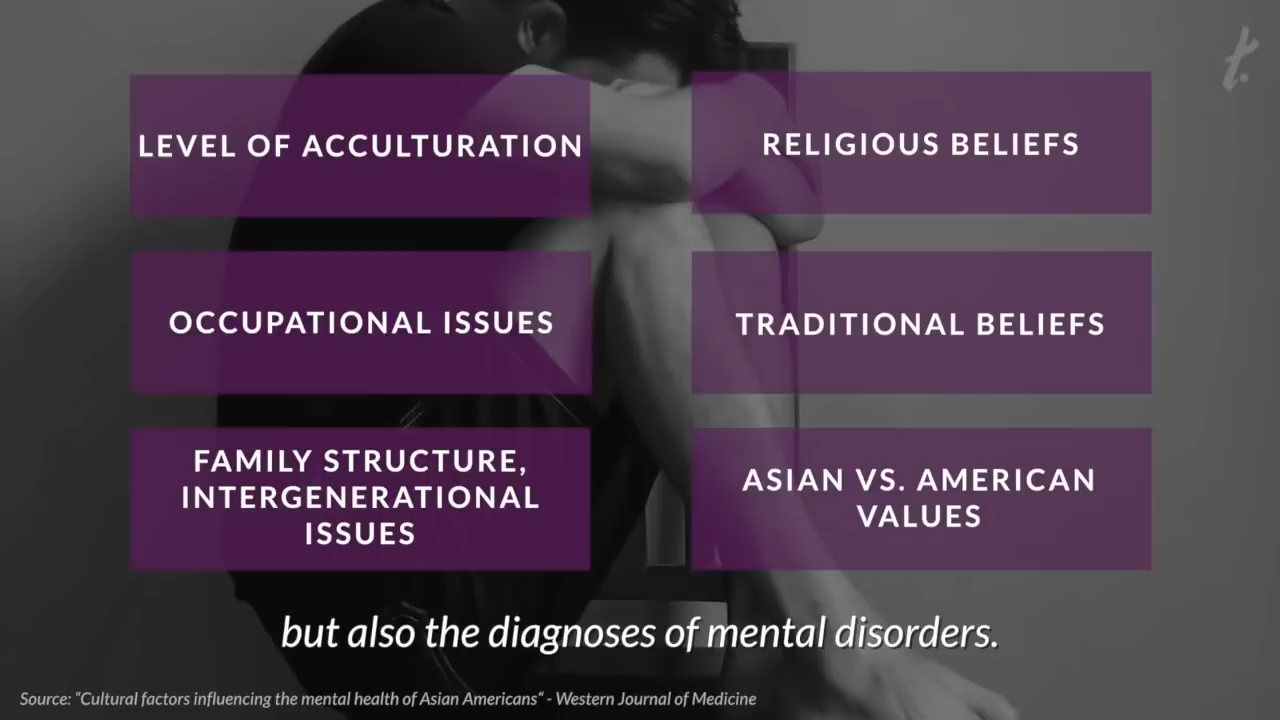 LEVEL OF ACCULTURATION
RELIGIOUS BELIEFS
OCCUPATIONAL ISSUES
TRADITIONAL BELIEFS
FAMILY STRUCTURE,
INTERGENERATIONAL
ISSUES
ASIAN VS. AMERICAN
VALUES
but also the diagnoses of mental disorders.
Source: "Cultural factors influencing the mental health of Asian Americans" - Western Journal of Medicine
t.